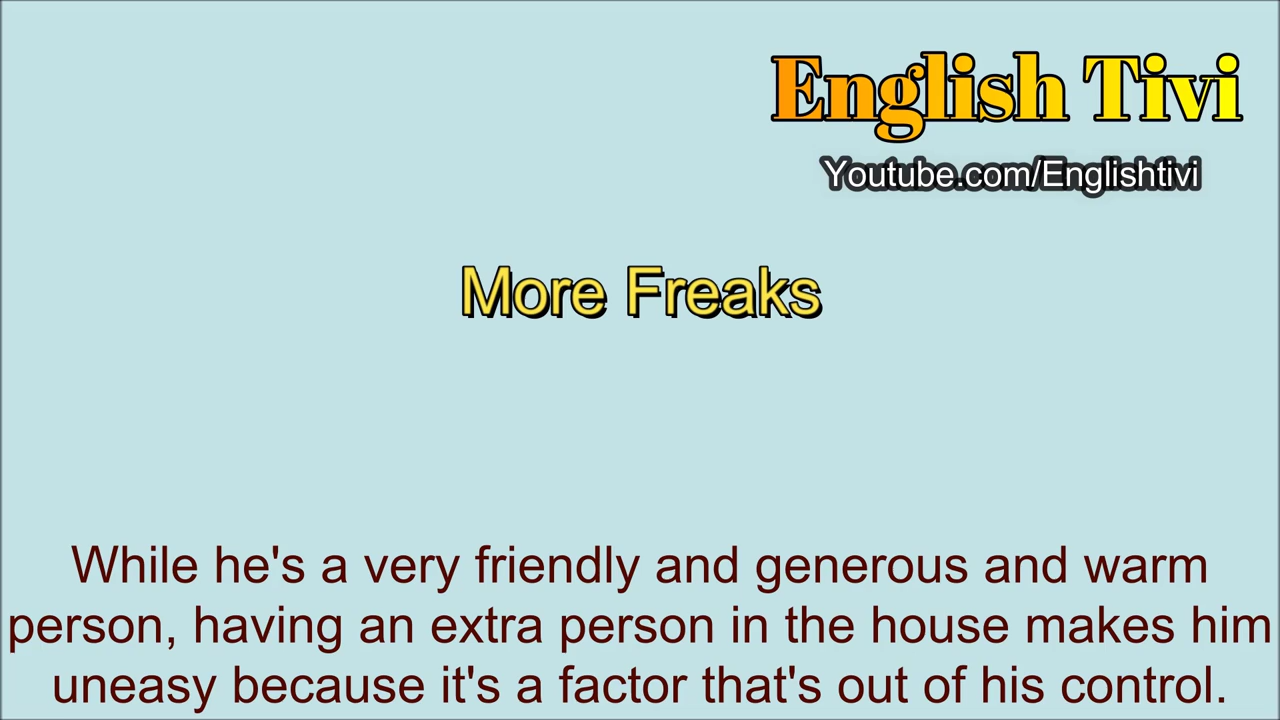 English Tivi
Youtube.com/Englishtivi
More Freaks
While he's a very friendly and generous and warm
person, having an extra person in the house makes him
uneasy because it's a factor that's out of his control.